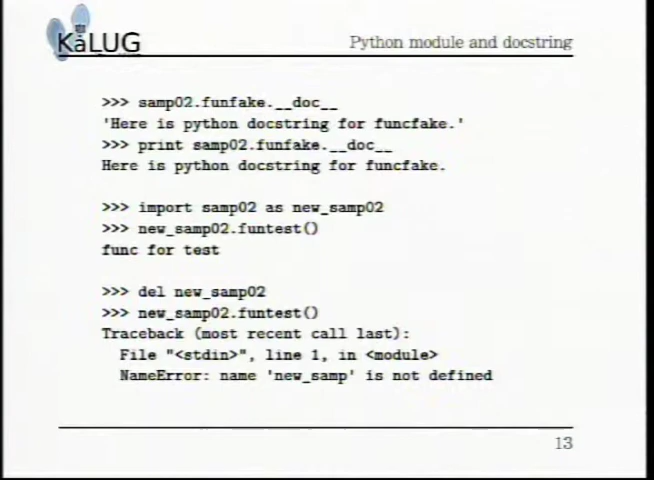 KaLUG
Python module and docstring
>>> samp02.funfake.__doc__
'Here is python docstring for funcfake.'
>>> print samp02.funfake.__doc__
Here is python docstring for funcfake.
>>> import samp02 as new_samp02
>>> new_samp02.funtest()
func for test
>>> del new_samp02
>>> new_samp02.funtest()
Traceback (most recent call last):
File "<stdin>", line 1, in <module>
NameError: name 'new_samp' is not defined
13